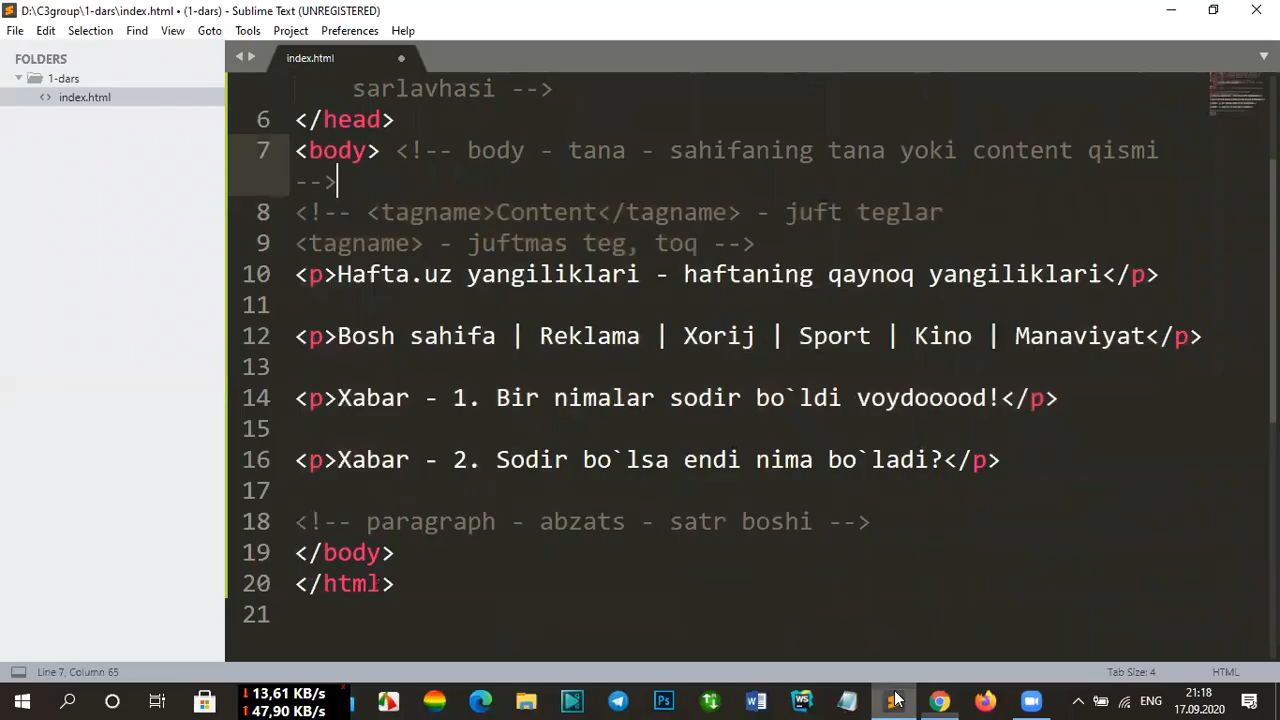 D:\C3group\1-dars\index.html • (1-dars) - Sublime Text (UNREGISTERED)
File Edit Selection Find View Goto Tools Project Preferences Help
FOLDERS
1-dars
<> index.html
index.html
sarlavhasi -->
6 </head>
7 <body> <!-- body - tana - sahifaning tana yoki content qismi
-->
8 <!-- <tagname>Content</tagname> - juft teglar
9 <tagname> - juftmas teg, toq -->
10 <p>Hafta.uz yangiliklari - haftaning qaynoq yangiliklari</p>
11
12 <p>Bosh sahifa | Reklama | Xorij | Sport | Kino | Manaviyat</p>
13
14 <p>Xabar - 1. Bir nimalar sodir bo`ldi voydooood!</p>
15
16 <p>Xabar - 2. Sodir bo`lsa endi nima bo`ladi?</p>
17
18 <!-- paragraph - abzats - satr boshi -->
19 </body>
20 </html>
21
Line 7, Column 65 Tab Size: 4 HTML
13,61 KB/s
47,90 KB/s
Ps
W
WS
ENG
21:18
17.09.2020